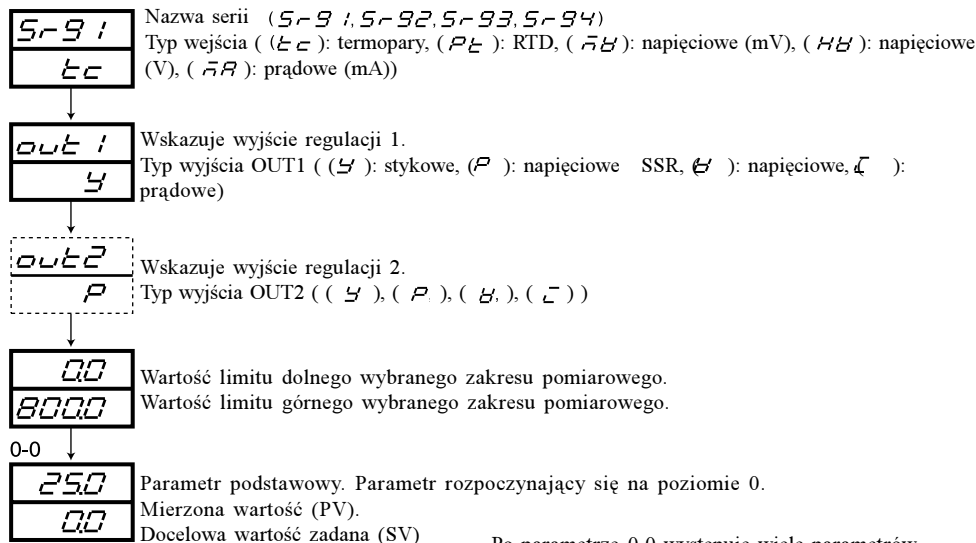 Sr91 Nazwa serii (Sr91, Sr92, Sr93, Sr94)
tc Typ wejścia ( (tc ): termopary, ( Pt ): RTD, ( mV ): napięciowe (mV), ( HV ): napięciowe
(V), ( mA ): prądowe (mA))
out1 Wskazuje wyjście regulacji 1.
Y Typ wyjścia OUT1 ( (Y ): stykowe, (P ): napięciowe SSR, (V ): napięciowe, ( C ):
prądowe)
out2 Wskazuje wyjście regulacji 2.
P Typ wyjścia OUT2 ( ( Y ), ( P ), ( V, ), ( C ) )
0.0 Wartość limitu dolnego wybranego zakresu pomiarowego.
800.0 Wartość limitu górnego wybranego zakresu pomiarowego.
0-0
25.0 Parametr podstawowy. Parametr rozpoczynający się na poziomie 0.
Mierzona wartość (PV).
0.0 Docelowa wartość zadana (SV)
Po parametrze 0-0 występuje wiele parametrów